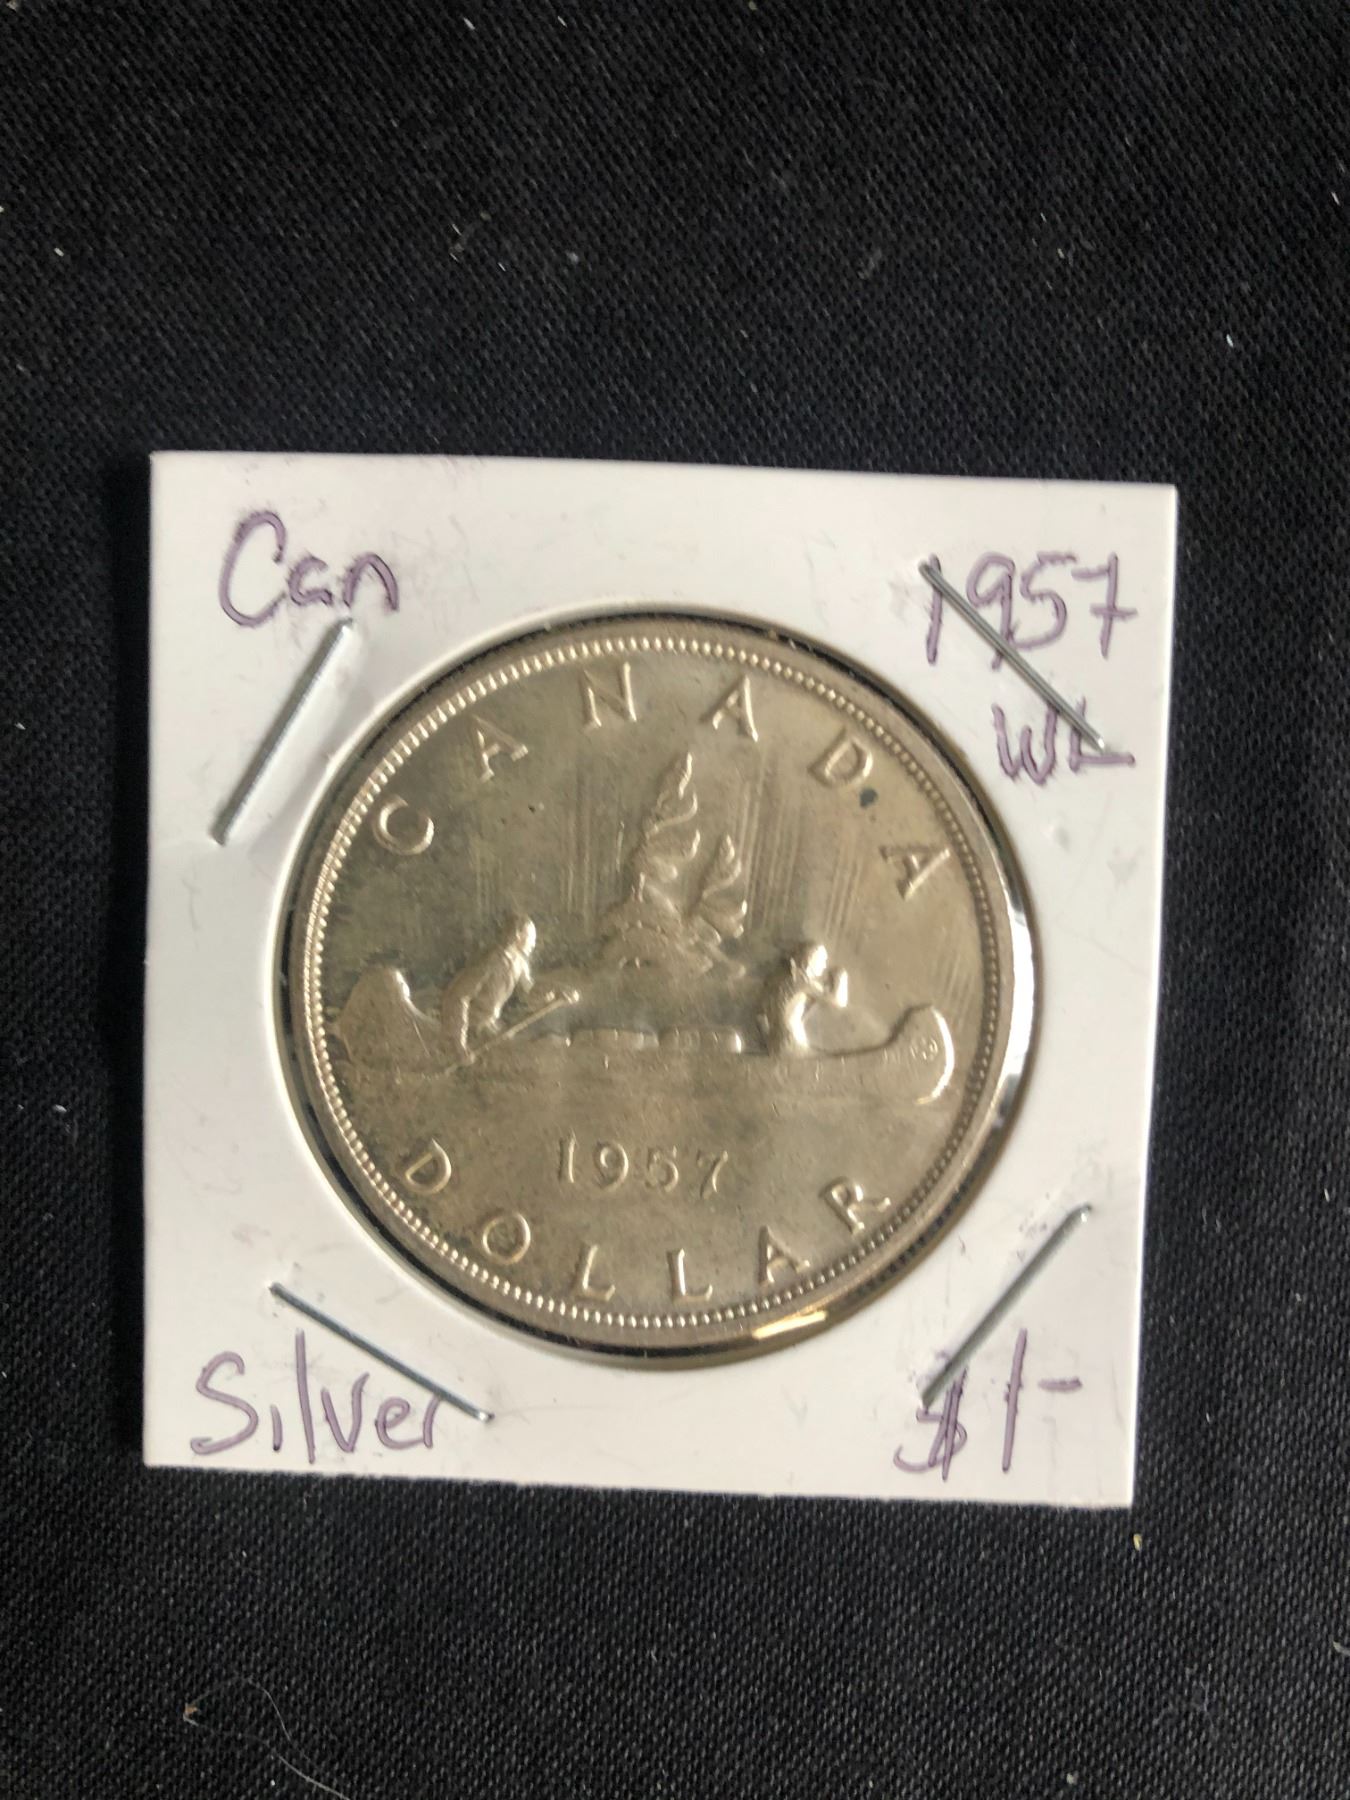 Can
1957
WL
CANADA
1957
DOLLAR
Silver
$1-